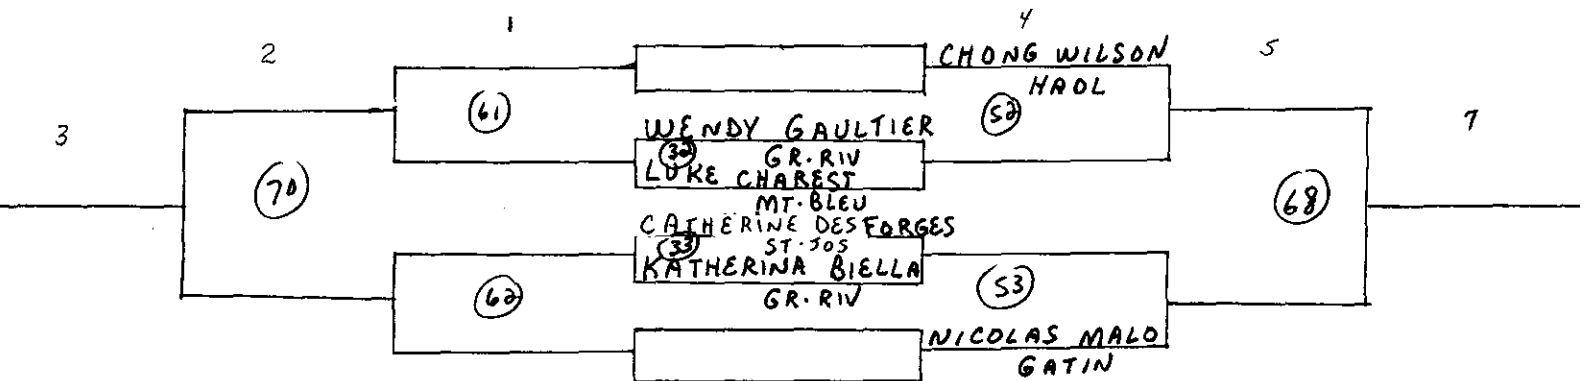 1
4
2
5
CHONG WILSON
HAOL
61
52
3
7
WENDY GAULTIER
32 GR.RIV
LUKE CHAREST
MT.BLEU
70
68
CATHERINE DESFORGES
33 ST-JOS
KATHERINA BIELLA
GR.RIV
62
53
NICOLAS MALO
GATIN